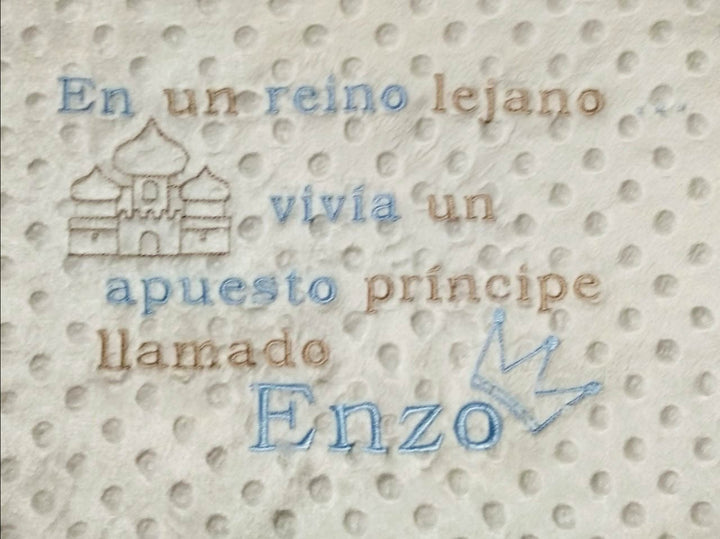 En un reino lejano ...
vivía un
apuesto príncipe
llamado
Enzo